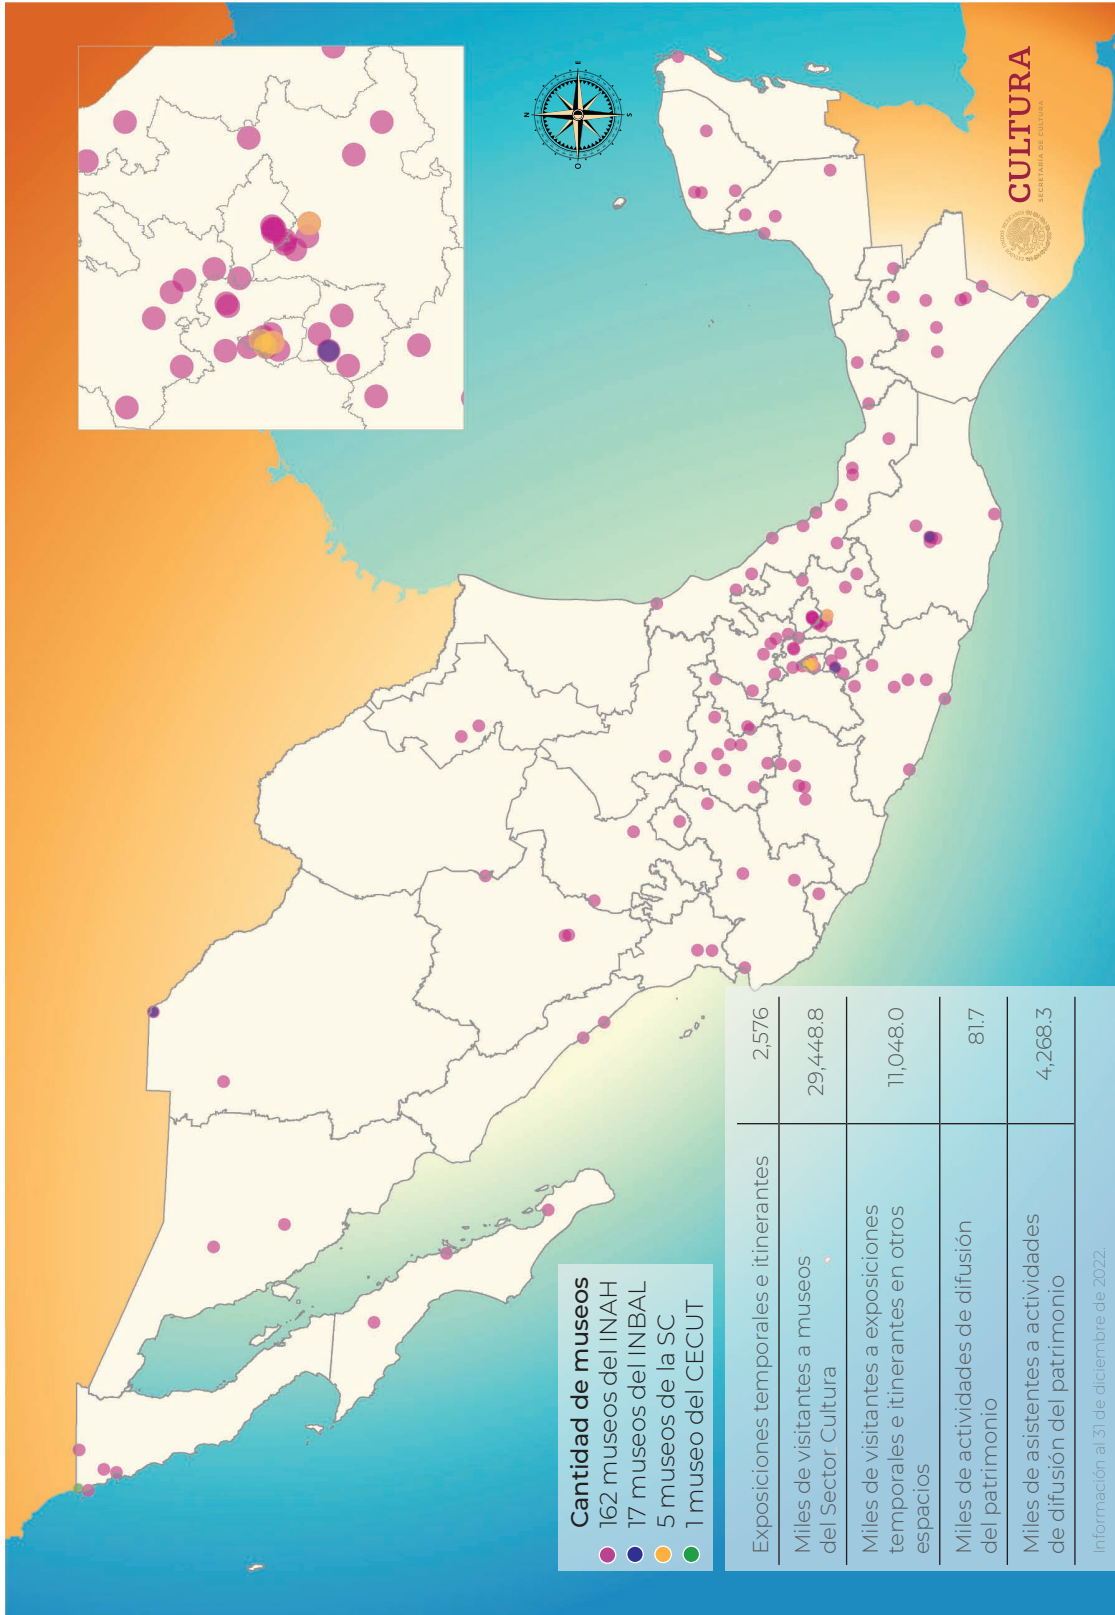 N
E
S
O
CULTURA
SECRETARÍA DE CULTURA
Cantidad de museos
162 museos del INAH
17 museos del INBAL
5 museos de la SC
1 museo del CECUT
Exposiciones temporales e itinerantes 2,576
Miles de visitantes a museos
del Sector Cultura 29,448.8
Miles de visitantes a exposiciones
temporales e itinerantes en otros
espacios 11,048.0
Miles de actividades de difusión
del patrimonio 81.7
Miles de asistentes a actividades
de difusión del patrimonio 4,268.3
Información al 31 de diciembre de 2022.